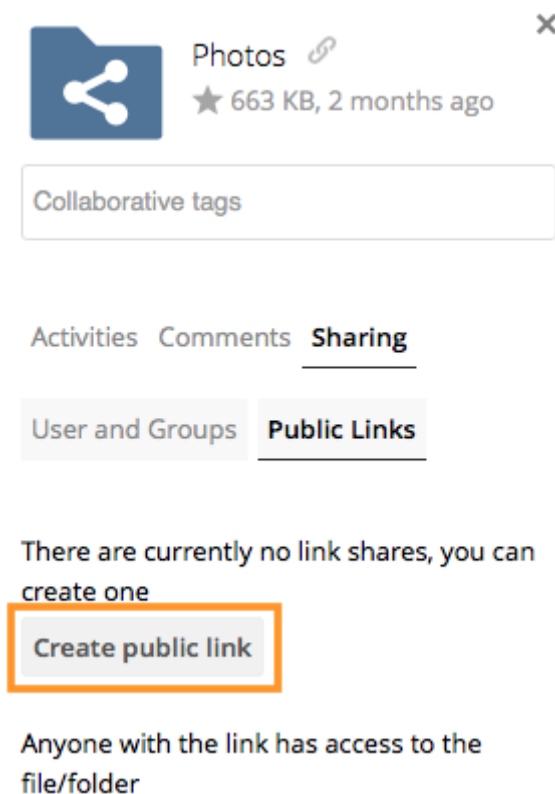 Photos
663 KB, 2 months ago
Collaborative tags
Activities Comments Sharing
User and Groups Public Links
There are currently no link shares, you can
create one
Create public link
Anyone with the link has access to the
file/folder